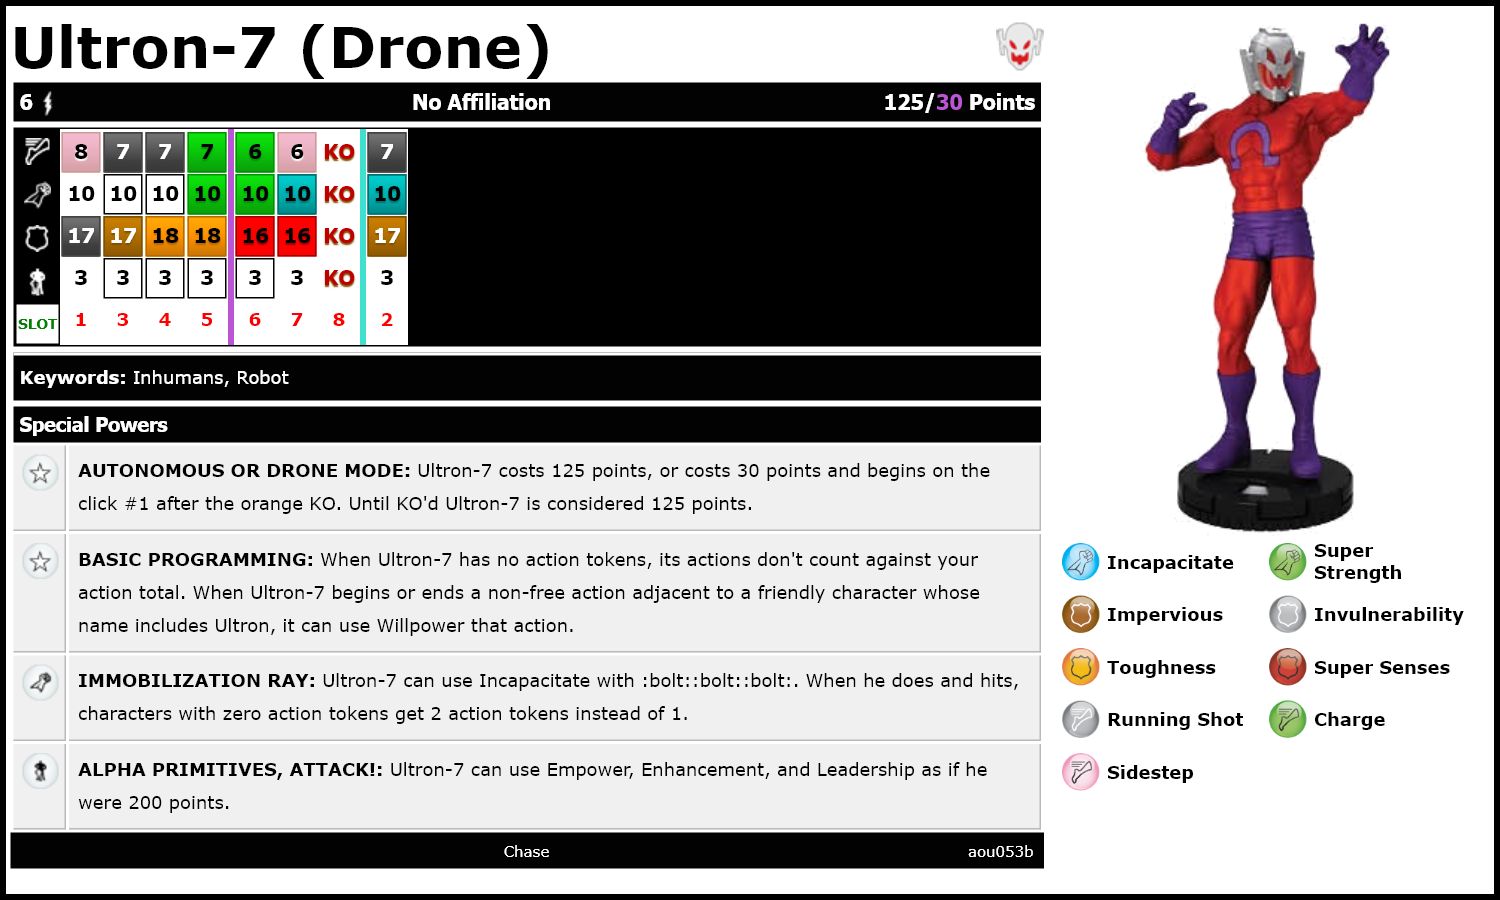 Ultron-7 (Drone)
6 No Affiliation 125/30 Points
8 7 7 7 6 6 KO 7
10 10 10 10 10 10 KO 10
17 17 18 18 16 16 KO 17
3 3 3 3 3 3 KO 3
SLOT 1 3 4 5 6 7 8 2
Keywords: Inhumans, Robot
Special Powers
AUTONOMOUS OR DRONE MODE: Ultron-7 costs 125 points, or costs 30 points and begins on the
click #1 after the orange KO. Until KO'd Ultron-7 is considered 125 points.
BASIC PROGRAMMING: When Ultron-7 has no action tokens, its actions don't count against your
action total. When Ultron-7 begins or ends a non-free action adjacent to a friendly character whose
name includes Ultron, it can use Willpower that action.
IMMOBILIZATION RAY: Ultron-7 can use Incapacitate with :bolt::bolt::bolt:. When he does and hits,
characters with zero action tokens get 2 action tokens instead of 1.
ALPHA PRIMITIVES, ATTACK!: Ultron-7 can use Empower, Enhancement, and Leadership as if he
were 200 points.
Chase aou053b
Incapacitate
Super
Strength
Impervious
Invulnerability
Toughness
Super Senses
Running Shot
Charge
Sidestep